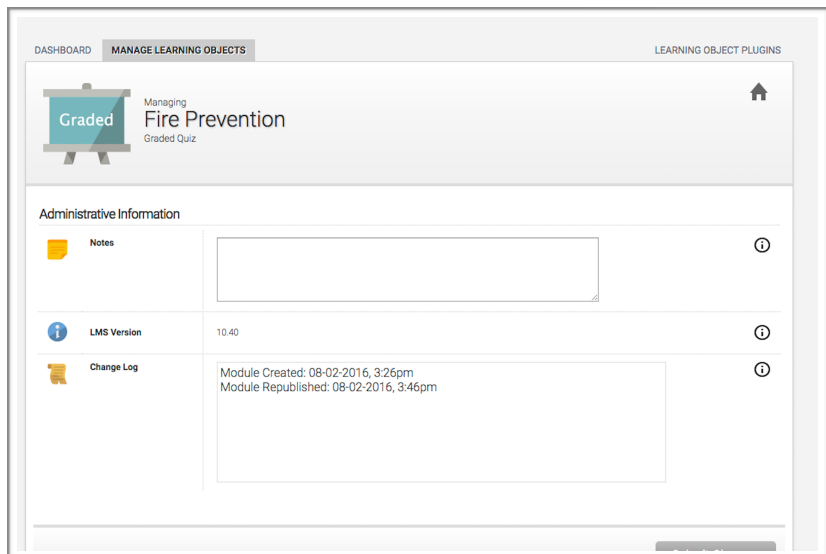 DASHBOARD
MANAGE LEARNING OBJECTS
LEARNING OBJECT PLUGINS
Graded
Managing
Fire Prevention
Graded Quiz
Administrative Information
Notes
LMS Version
10.40
Change Log
Module Created: 08-02-2016, 3:26pm
Module Republished: 08-02-2016, 3:46pm